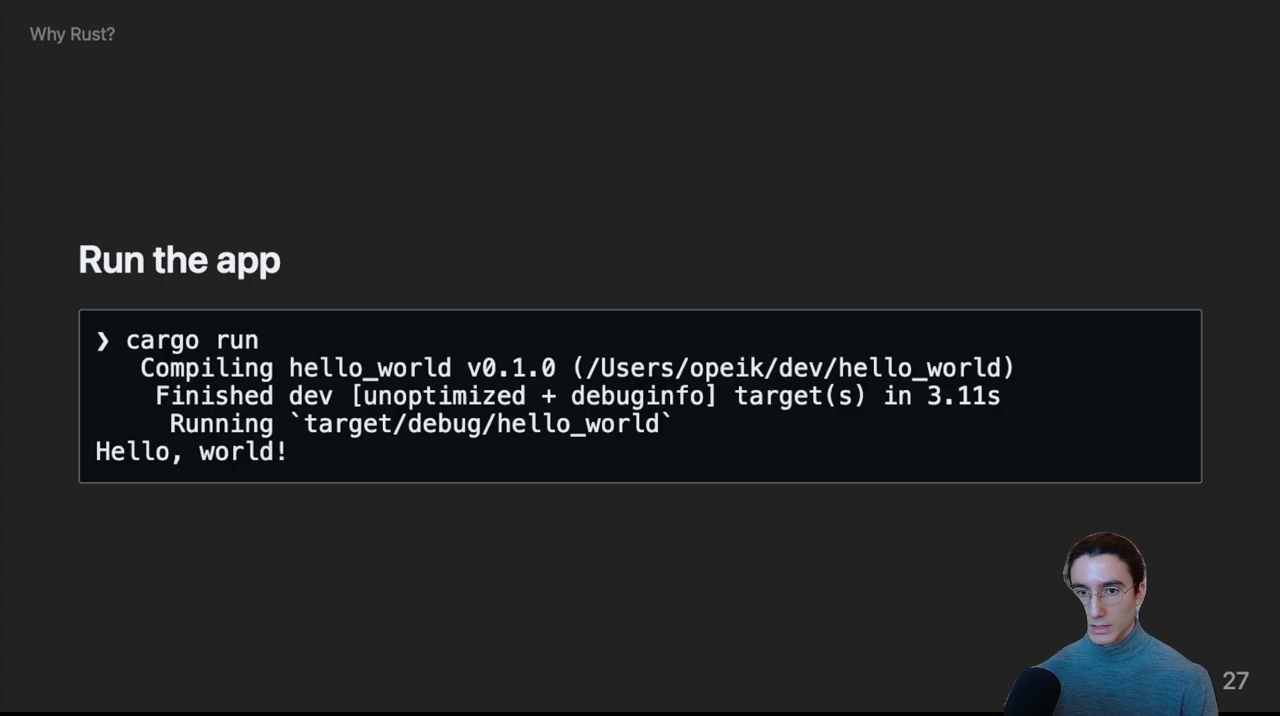 Why Rust?
Run the app
❯ cargo run
Compiling hello_world v0.1.0 (/Users/opeik/dev/hello_world)
Finished dev [unoptimized + debuginfo] target(s) in 3.11s
Running `target/debug/hello_world`
Hello, world!
27